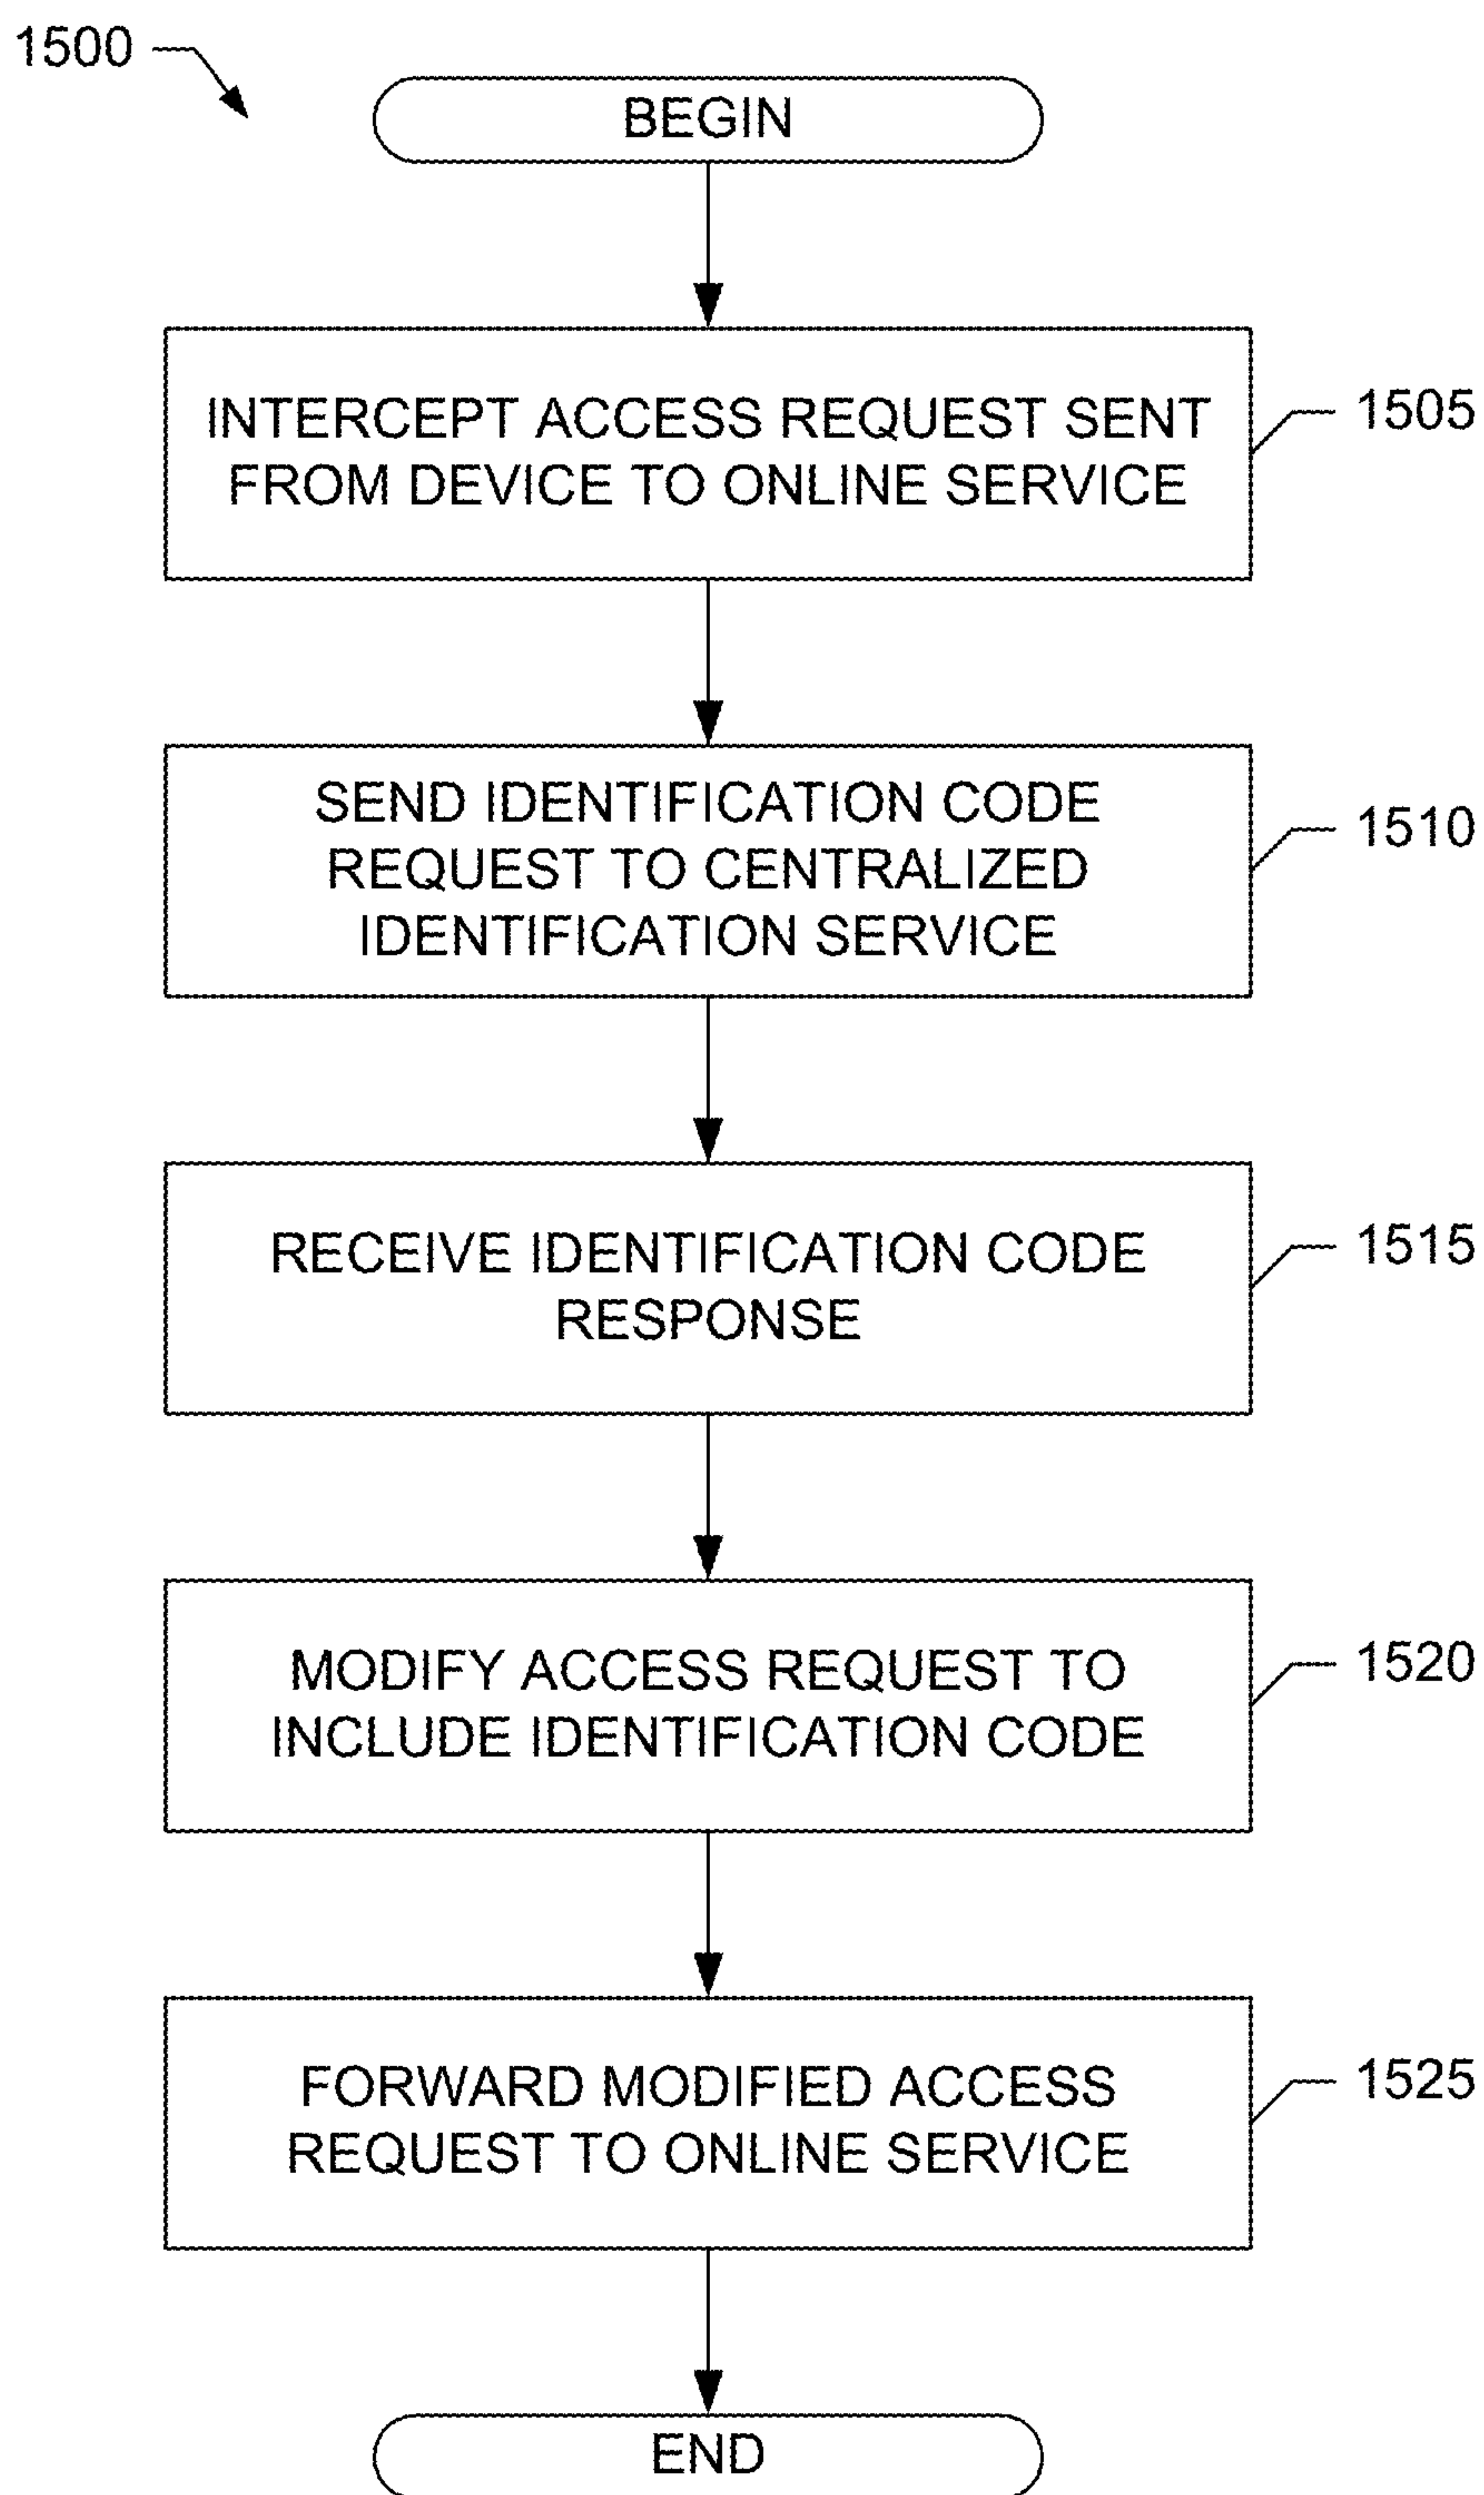 1500
BEGIN
INTERCEPT ACCESS REQUEST SENT
FROM DEVICE TO ONLINE SERVICE
1505
SEND IDENTIFICATION CODE
REQUEST TO CENTRALIZED
IDENTIFICATION SERVICE
1510
RECEIVE IDENTIFICATION CODE
RESPONSE
1515
MODIFY ACCESS REQUEST TO
INCLUDE IDENTIFICATION CODE
1520
FORWARD MODIFIED ACCESS
REQUEST TO ONLINE SERVICE
1525
END